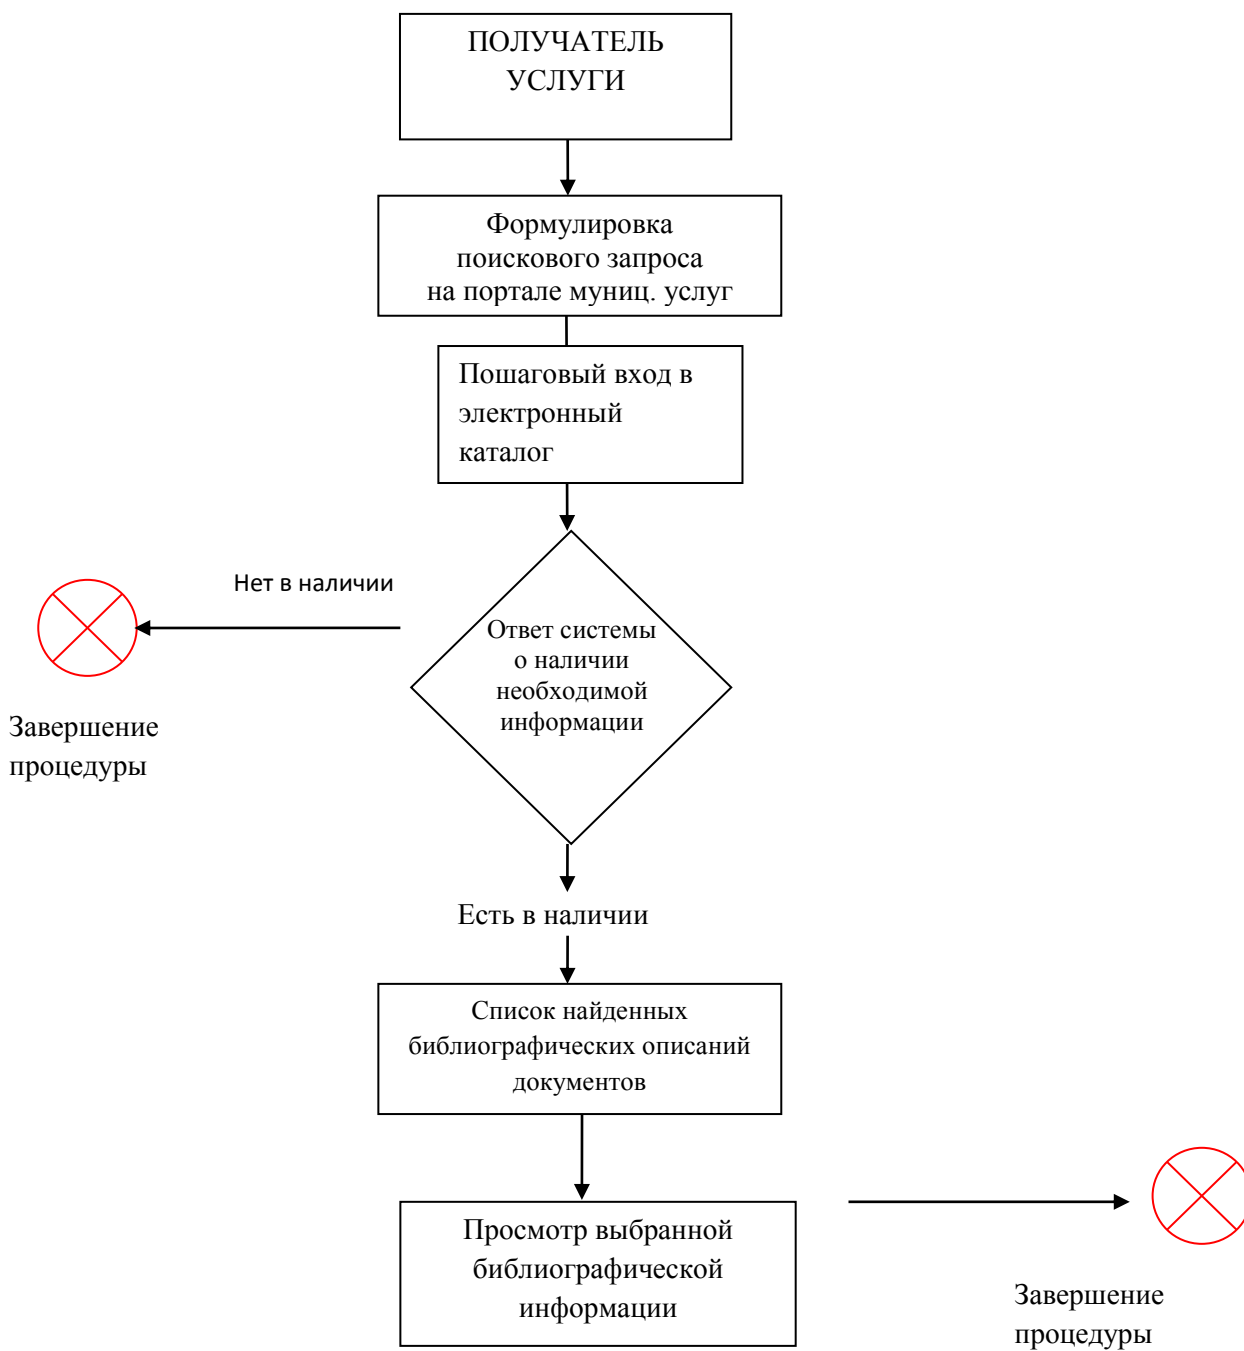 ПОЛУЧАТЕЛЬ
УСЛУГИ
Формулировка
поискового запроса
на портале муниц. услуг
Пошаговый вход в
электронный
каталог
Нет в наличии
Ответ системы
о наличии
необходимой
информации
Завершение
процедуры
Есть в наличии
Список найденных
библиографических описаний
документов
Просмотр выбранной
библиографической
информации
Завершение
процедуры